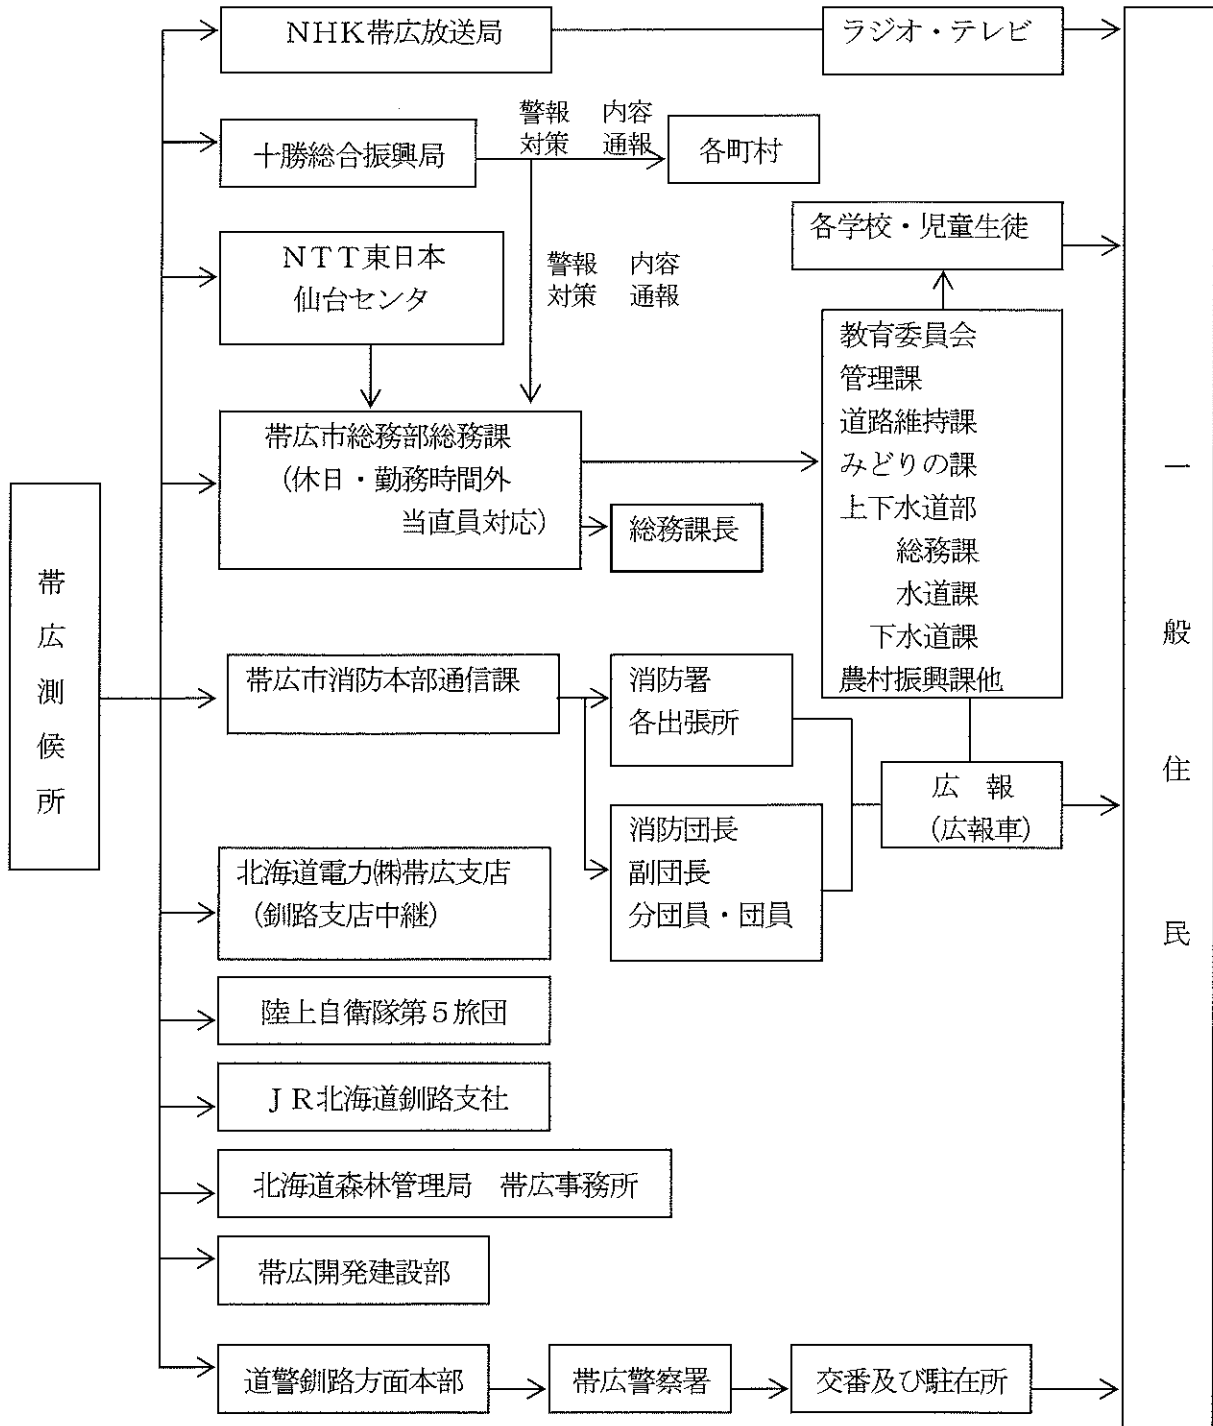 NHK帯広放送局
ラジオ・テレビ
警報 内容
対策 通報
十勝総合振興局
各町村
各学校・児童生徒
NTT東日本
仙台センタ
警報 内容
対策 通報
教育委員会
管理課
道路維持課
みどりの課
上下水道部
総務課
水道課
下水道課
農村振興課他
帯広市総務部総務課
(休日・勤務時間外
当直員対応)
総務課長
帯広測候所
一般住民
帯広市消防本部通信課
消防署
各出張所
広 報
(広報車)
消防団長
副団長
分団員・団員
北海道電力㈱帯広支店
(釧路支店中継)
陸上自衛隊第5旅団
JR北海道釧路支社
北海道森林管理局 帯広事務所
帯広開発建設部
道警釧路方面本部
帯広警察署
交番及び駐在所